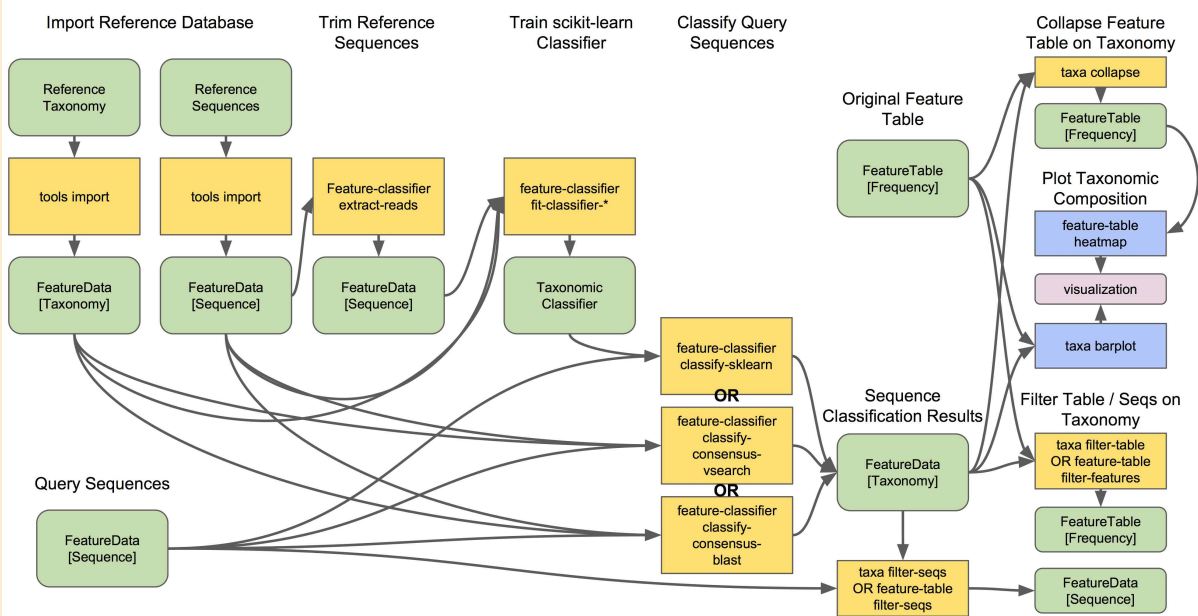 Import Reference Database
Trim Reference
Sequences
Train scikit-learn
Classifier
Classify Query
Sequences
Collapse Feature
Table on Taxonomy
Reference
Taxonomy
Reference
Sequences
tools import
tools import
Feature-classifier
extract-reads
feature-classifier
fit-classifier-*
FeatureData
[Taxonomy]
FeatureData
[Sequence]
FeatureData
[Sequence]
Taxonomic
Classifier
Query Sequences
FeatureData
[Sequence]
feature-classifier
classify-sklearn
OR
feature-classifier
classify-
consensus-
vsearch
OR
feature-classifier
classify-
consensus-
blast
Original Feature
Table
FeatureTable
[Frequency]
Sequence
Classification Results
FeatureData
[Taxonomy]
taxa filter-seqs
OR feature-table
filter-seqs
taxa collapse
FeatureTable
[Frequency]
Plot Taxonomic
Composition
feature-table
heatmap
visualization
taxa barplot
Filter Table / Seqs on
Taxonomy
taxa filter-table
OR feature-table
filter-features
FeatureTable
[Frequency]
FeatureData
[Sequence]